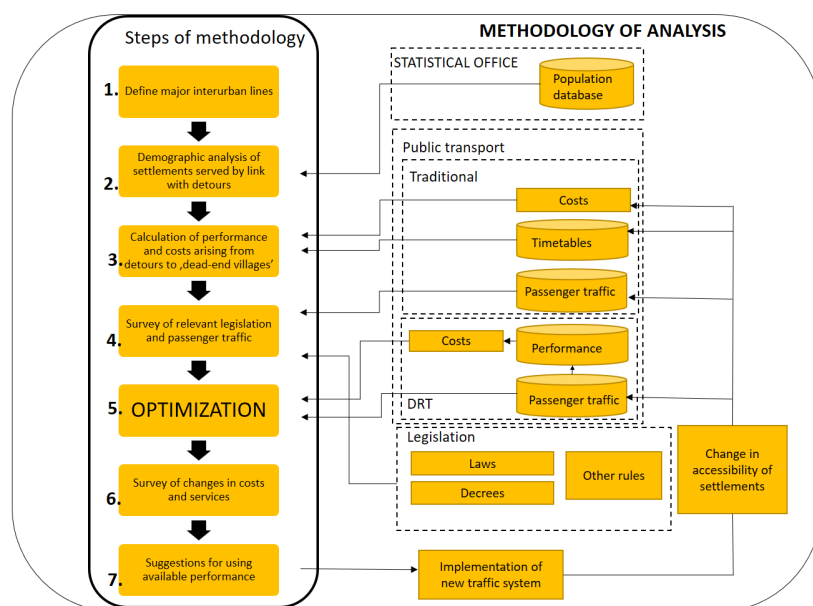 METHODOLOGY OF ANALYSIS
Steps of methodology
1.
Define major interurban lines
2.
Demographic analysis of
settlements served by link
with detours
3.
Calculation of performance
and costs arising from
detours to ‚dead-end villages’
4.
Survey of relevant legislation
and passenger traffic
5.
OPTIMIZATION
6.
Survey of changes in costs
and services
7.
Suggestions for using
available performance
STATISTICAL OFFICE
Population
database
Public transport
Traditional
Costs
Timetables
Passenger traffic
Costs
Performance
Passenger traffic
DRT
Legislation
Laws
Decrees
Other rules
Change in
accessibility of
settlements
Implementation of
new traffic system